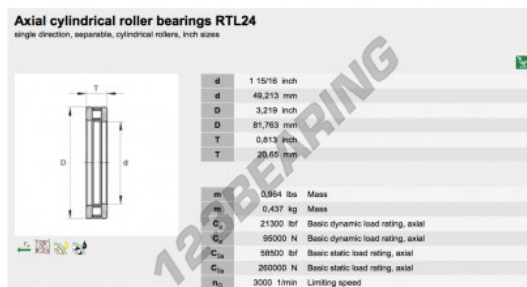 Axial cylindrical roller bearings RTL24
single direction, separable, cylindrical rollers, inch sizes
T
D
d
d 1 15/16 inch
d 49,213 mm
D 3,219 inch
D 81,763 mm
T 0,813 inch
T 20,65 mm
m 0,964 lbs Mass
m 0,437 kg Mass
Ca 21300 lbf Basic dynamic load rating, axial
Ca 95000 N Basic dynamic load rating, axial
C0a 58500 lbf Basic static load rating, axial
C0a 260000 N Basic static load rating, axial
nG 3000 1/min Limiting speed
123BEARING